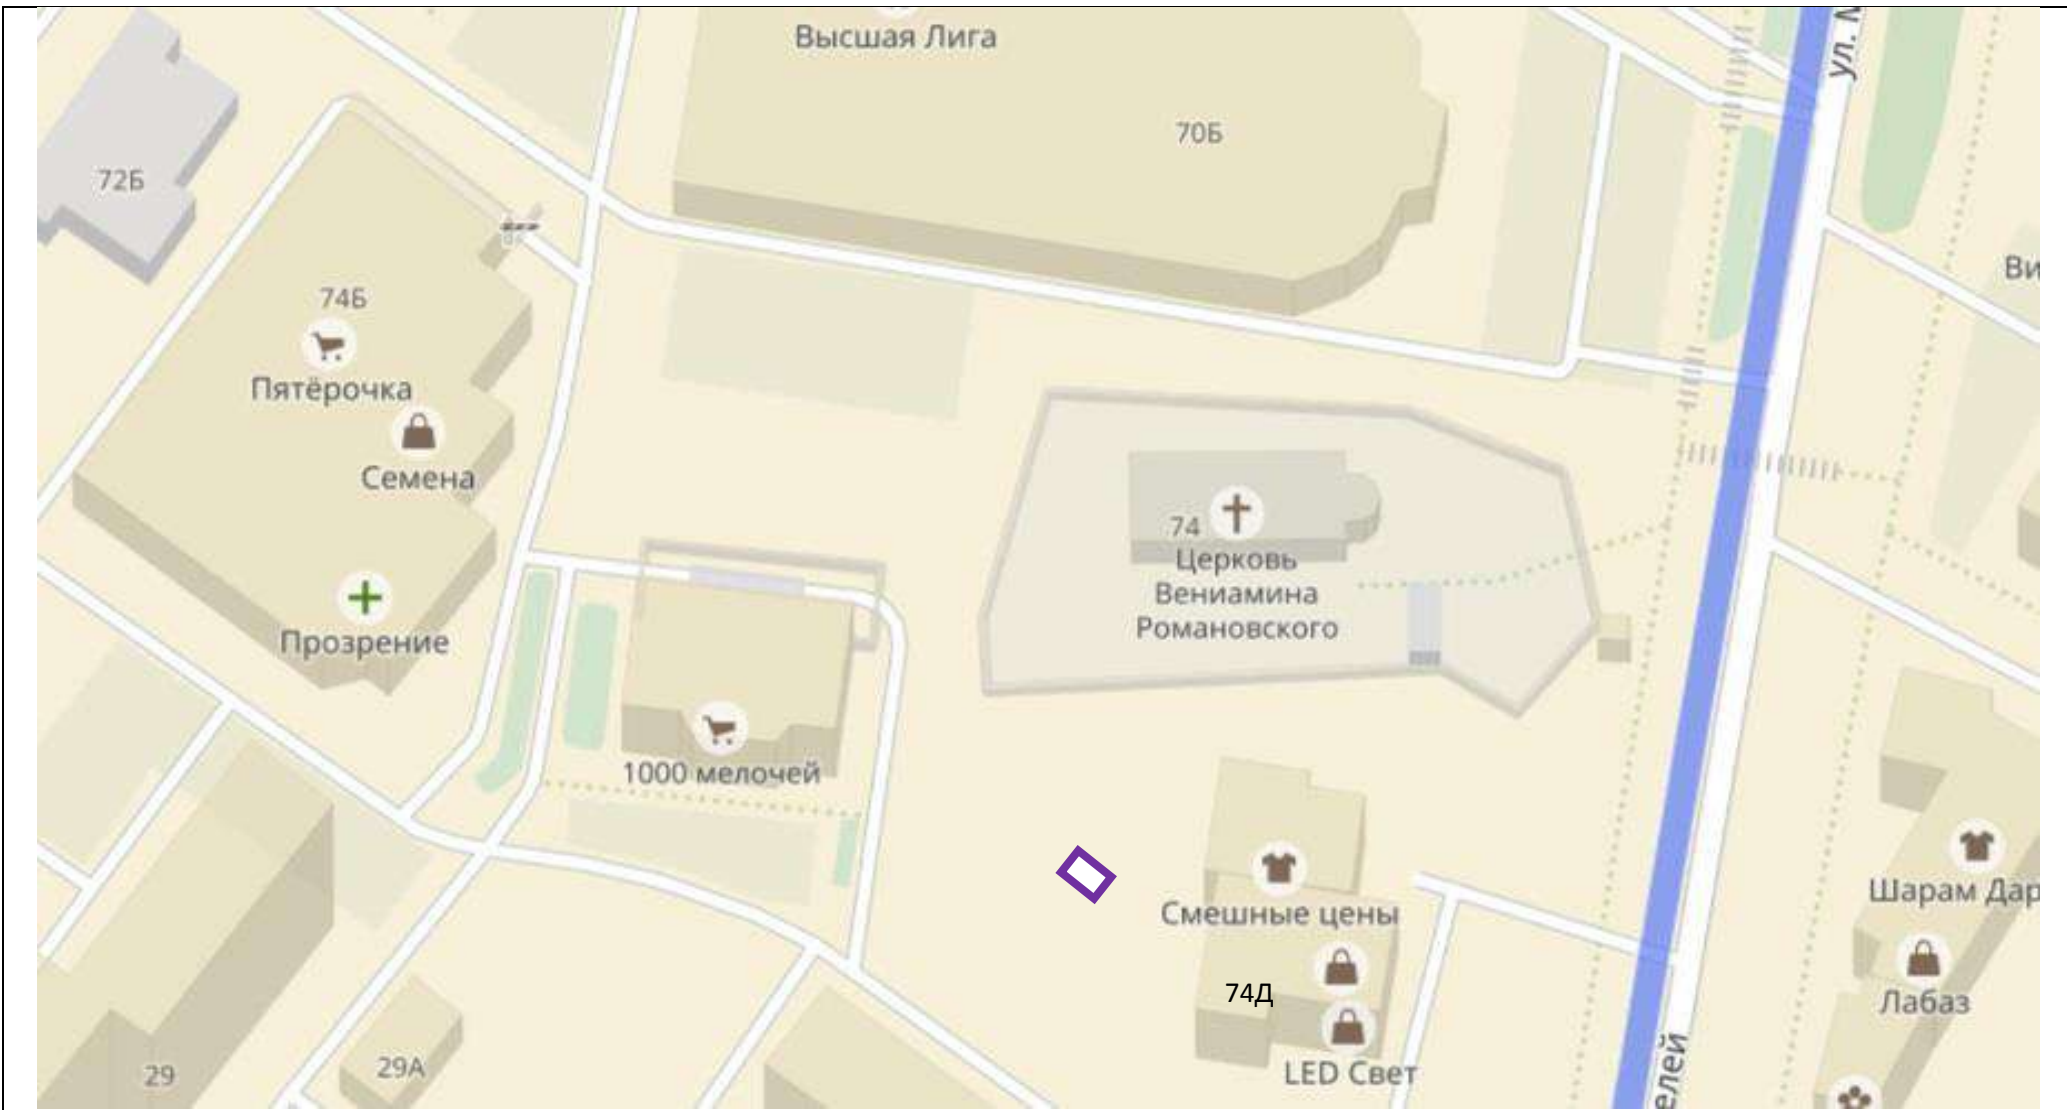 Высшая Лига
ул. М
70Б
72Б
Ви
74Б
Пятёрочка
Семена
74
Церковь
Вениамина
Романовского
Прозрение
1000 мелочей
Смешные цены
Шарам Дар
74Д
Лабаз
29
29А
LED Свет
елей